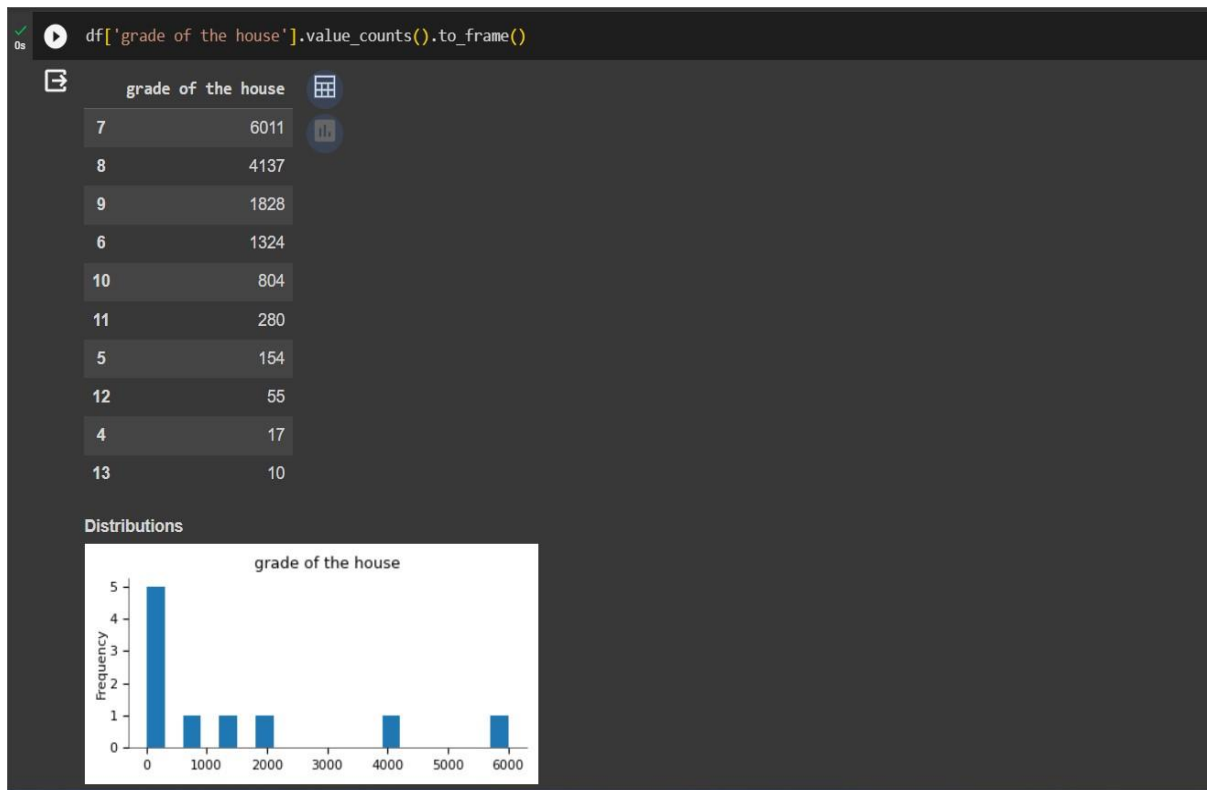 0s
df['grade of the house'].value_counts().to_frame()
grade of the house
7 6011
8 4137
9 1828
6 1324
10 804
11 280
5 154
12 55
4 17
13 10
Distributions
grade of the house
5
4
3
2
1
0
Frequency
0 1000 2000 3000 4000 5000 6000